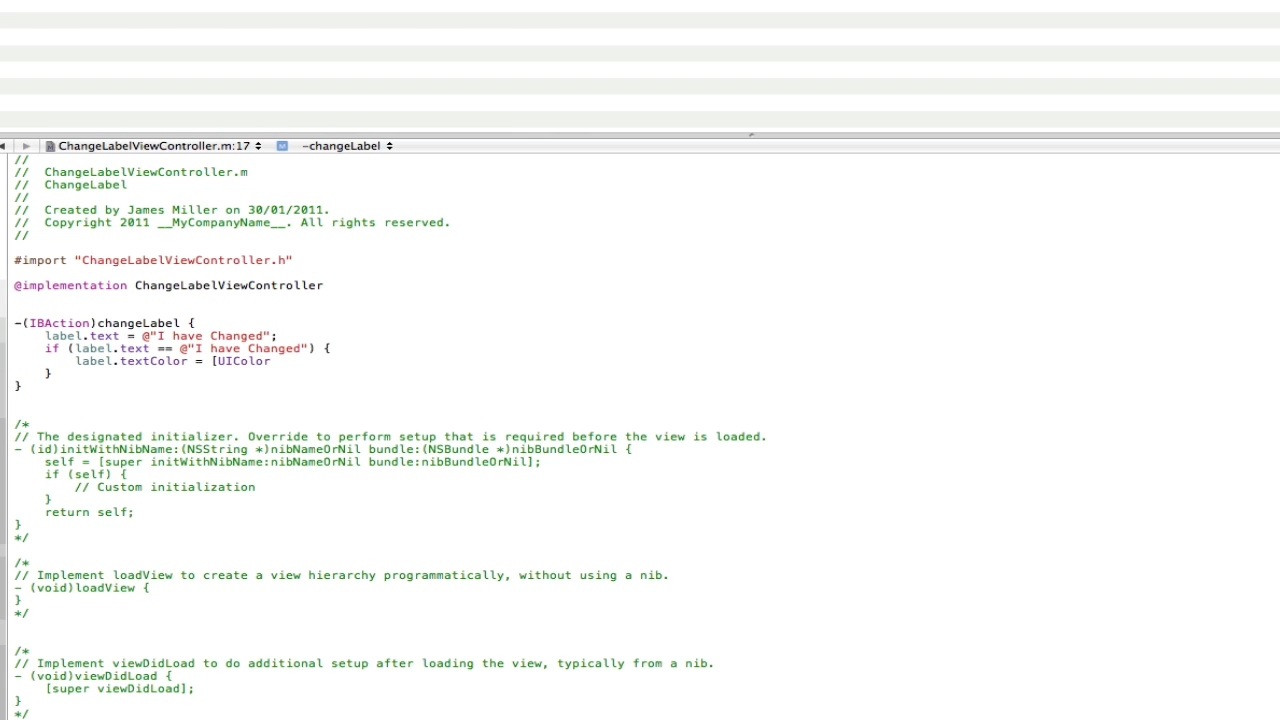 ChangeLabelViewController.m:17 M -changeLabel
//
//  ChangeLabelViewController.m
//  ChangeLabel
//
//  Created by James Miller on 30/01/2011.
//  Copyright 2011 __MyCompanyName__. All rights reserved.
//
#import "ChangeLabelViewController.h"
@implementation ChangeLabelViewController
-(IBAction)changeLabel {
    label.text = @"I have Changed";
    if (label.text == @"I have Changed") {
        label.textColor = [UIColor
    }
}
/*
// The designated initializer. Override to perform setup that is required before the view is loaded.
- (id)initWithNibName:(NSString *)nibNameOrNil bundle:(NSBundle *)nibBundleOrNil {
    self = [super initWithNibName:nibNameOrNil bundle:nibBundleOrNil];
    if (self) {
        // Custom initialization
    }
    return self;
}
*/
/*
// Implement loadView to create a view hierarchy programmatically, without using a nib.
- (void)loadView {
}
*/
/*
// Implement viewDidLoad to do additional setup after loading the view, typically from a nib.
- (void)viewDidLoad {
    [super viewDidLoad];
}
*/